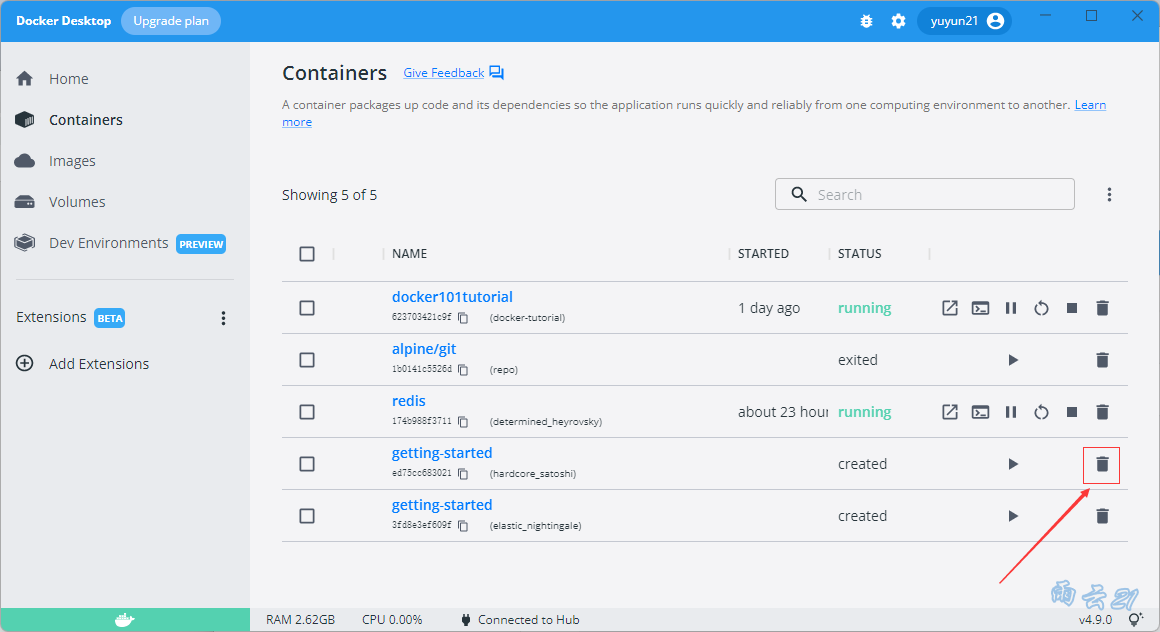 Docker Desktop Upgrade plan yuyun21
Home
Containers
Images
Volumes
Dev Environments PREVIEW
Extensions BETA
Add Extensions
Containers Give Feedback
A container packages up code and its dependencies so the application runs quickly and reliably from one computing environment to another. Learn
more
Showing 5 of 5 Search
NAME STARTED STATUS
docker101tutorial 1 day ago running
623703421c9f (docker-tutorial)
alpine/git exited
1b0141c5526d (repo)
redis about 23 hour running
174b988f3711 (determined_heyrovsky)
getting-started created
ed75cc683021 (hardcore_satoshi)
getting-started created
3fd8e3ef609f (elastic_nightingale)
雨云21
RAM 2.62GB CPU 0.00% Connected to Hub v4.9.0